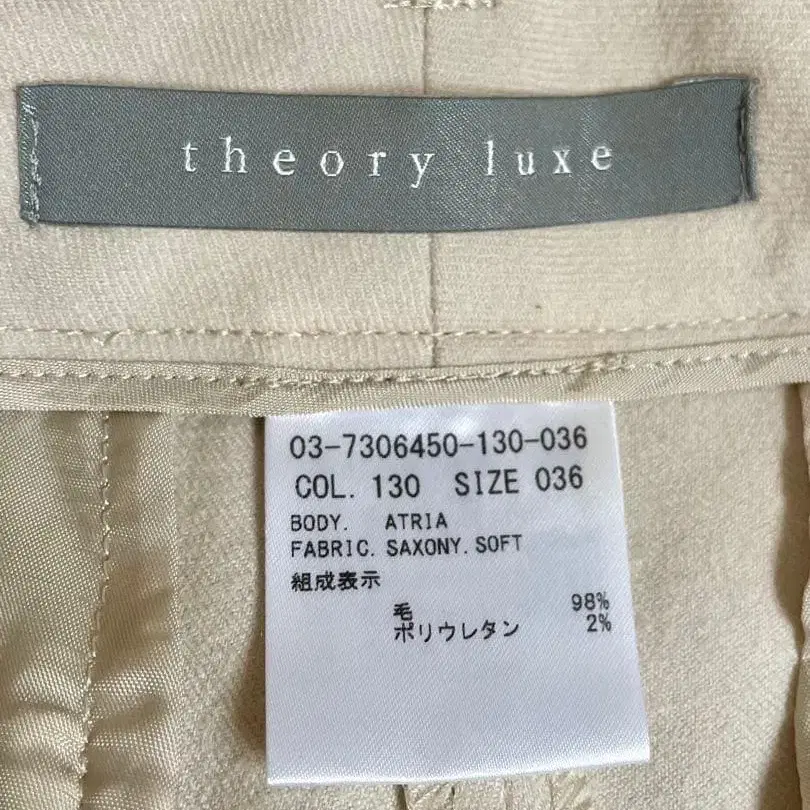 theory luxe
03-7306450-130-036
COL. 130 SIZE 036
BODY. ATRIA
FABRIC. SAXONY. SOFT
組成表示
毛 98%
ポリウレタン 2%